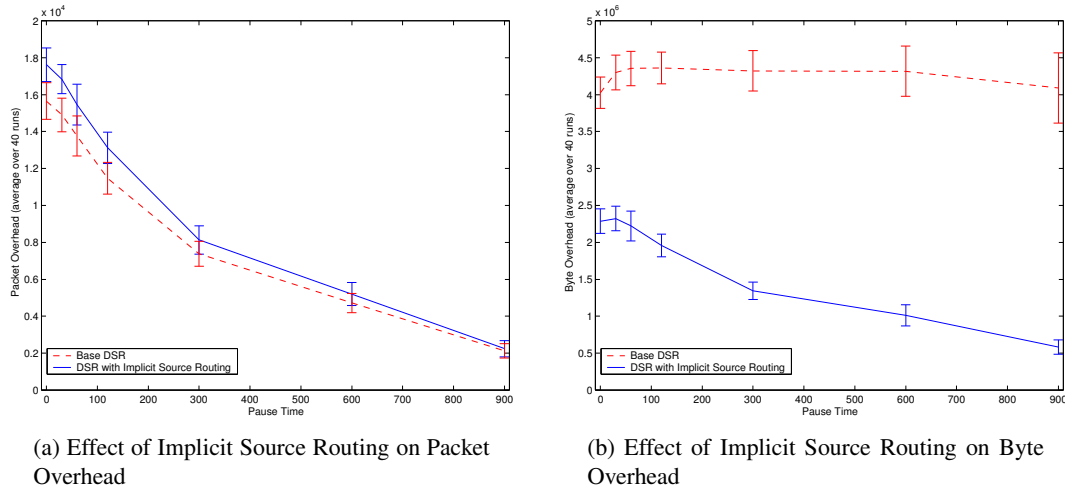 x 10⁴
2
1.8
1.6
1.4
1.2
1
0.8
0.6
0.4
0.2
0
Packet Overhead (average over 40 runs)
Base DSR
DSR with Implicit Source Routing
0 100 200 300 400 500 600 700 800 900
Pause Time
(a) Effect of Implicit Source Routing on Packet
Overhead
x 10⁶
5
4.5
4
3.5
3
2.5
2
1.5
1
0.5
0
Byte Overhead (average over 40 runs)
Base DSR
DSR with Implicit Source Routing
0 100 200 300 400 500 600 700 800 900
Pause Time
(b) Effect of Implicit Source Routing on Byte
Overhead